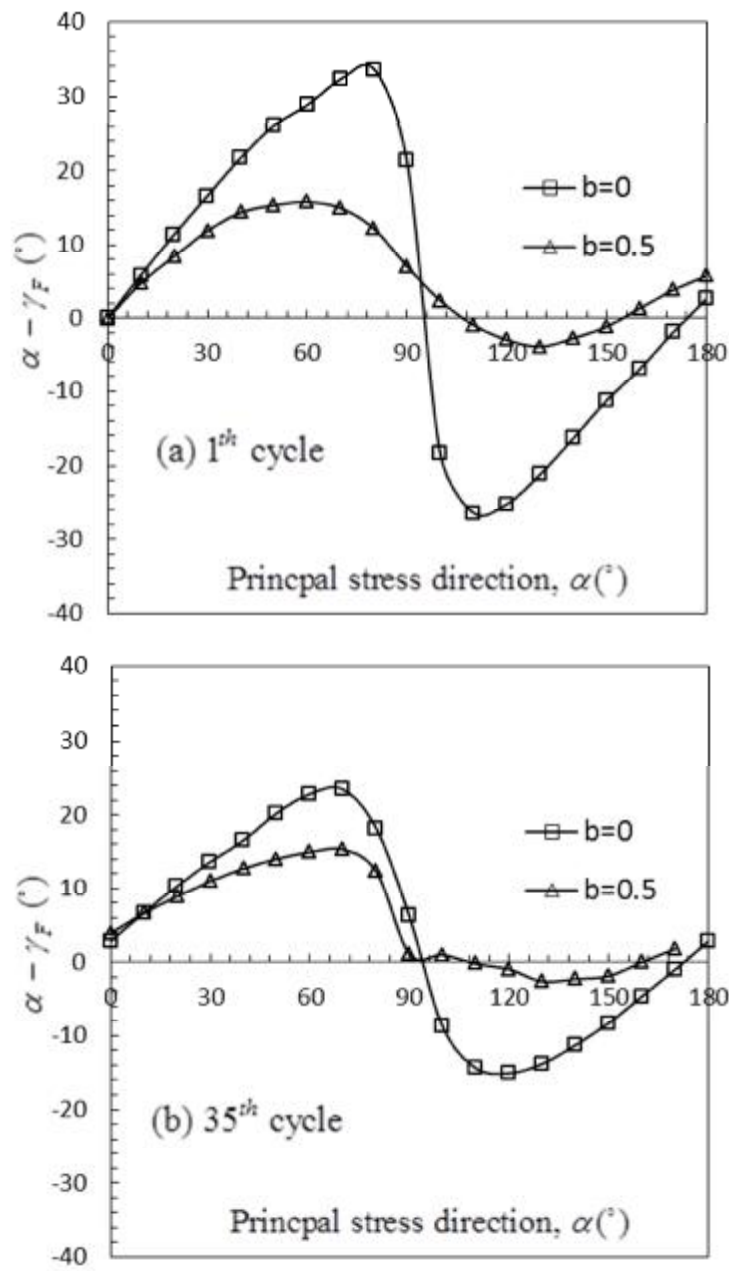 40
30
20
10
0
-10
-20
-30
-40
α − γF (°)
0 30 60 90 120 150 180
b=0
b=0.5
(a) 1th cycle
Princpal stress direction, α(°)
40
30
20
10
0
-10
-20
-30
-40
α − γF (°)
0 30 60 90 120 150 180
b=0
b=0.5
(b) 35th cycle
Princpal stress direction, α(°)